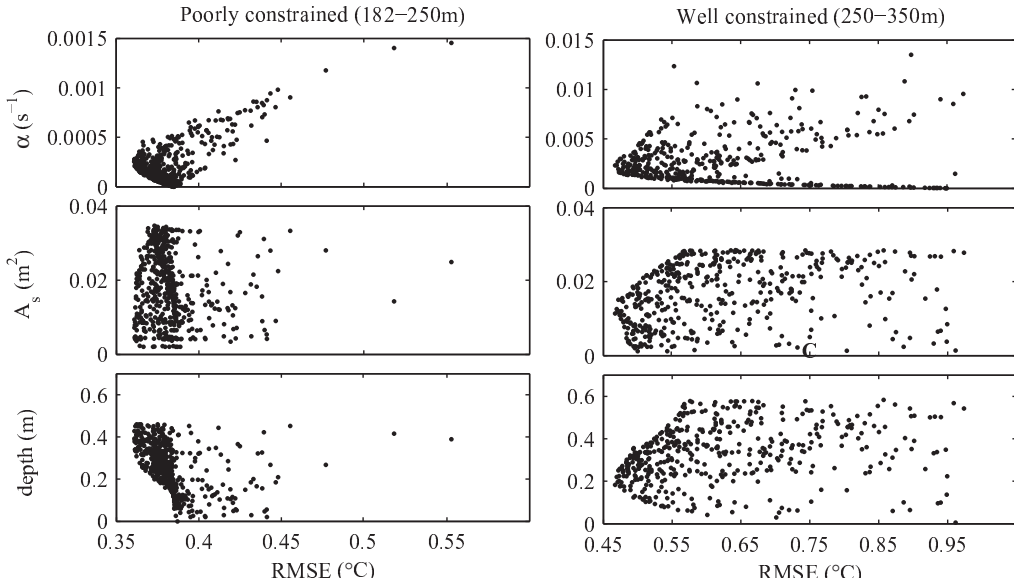 Poorly constrained (182−250m)
Well constrained (250−350m)
0.0015
0.001
0.0005
0
α (s⁻¹)
0.015
0.01
0.005
0
0.04
0.02
0
Aₛ (m²)
0.04
0.02
0
C
0.6
0.4
0.2
0
depth (m)
0.6
0.4
0.2
0
0.35 0.4 0.45 0.5 0.55
RMSE (°C)
0.45 0.55 0.65 0.75 0.85 0.95
RMSE (°C)